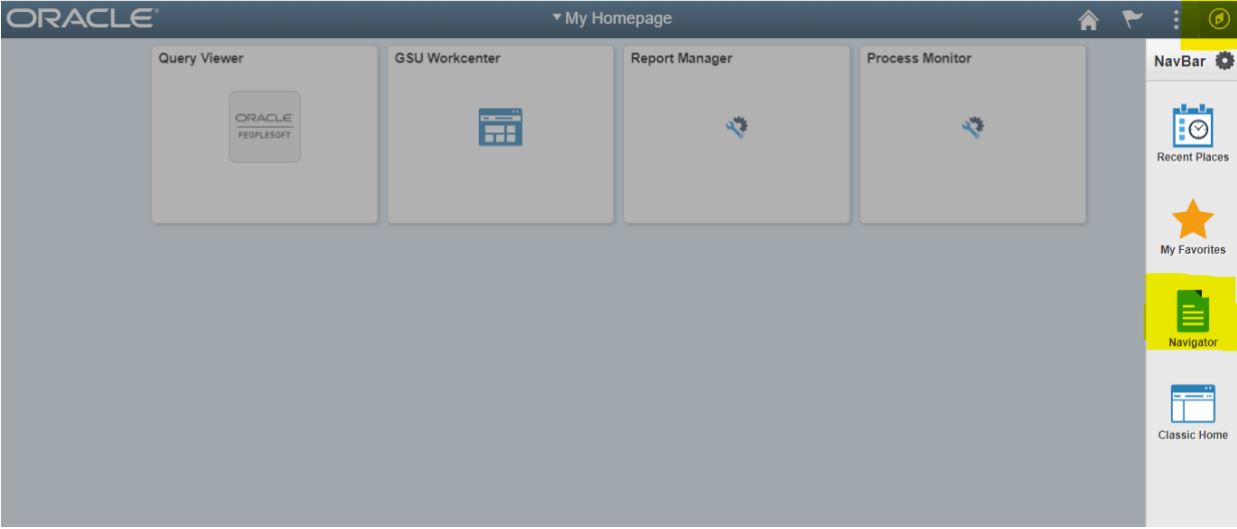 ORACLE®
My Homepage
NavBar
Query Viewer
ORACLE
PEOPLESOFT
GSU Workcenter
Report Manager
Process Monitor
Recent Places
My Favorites
Navigator
Classic Home